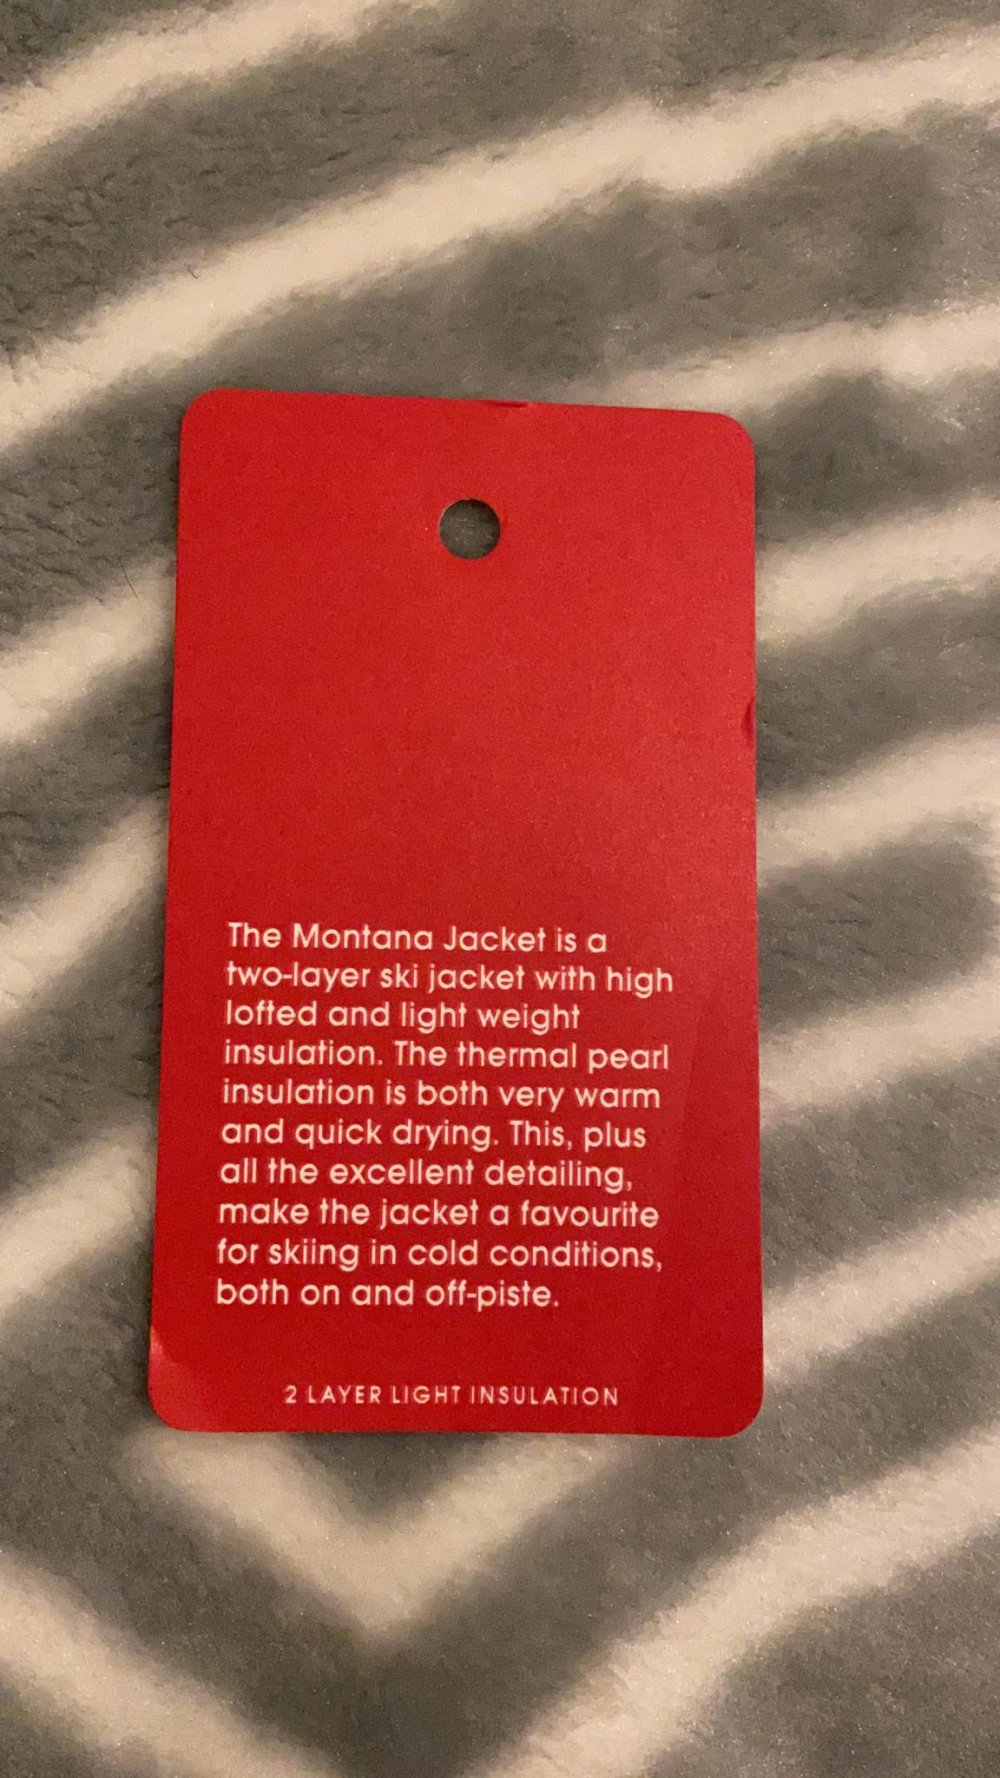 The Montana Jacket is a
two-layer ski jacket with high
lofted and light weight
insulation. The thermal pearl
insulation is both very warm
and quick drying. This, plus
all the excellent detailing,
make the jacket a favourite
for skiing in cold conditions,
both on and off-piste.
2 LAYER LIGHT INSULATION